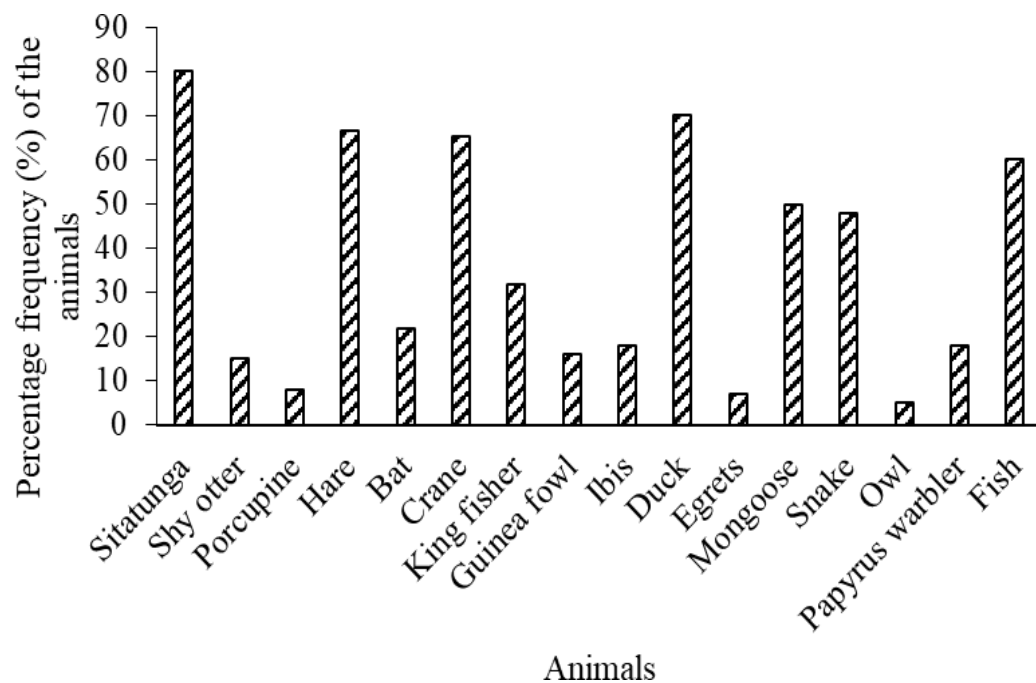 Percentage frequency (%) of the
animals
90
80
70
60
50
40
30
20
10
0
Sitatunga
Shy otter
Porcupine
Hare
Bat
Crane
King fisher
Guinea fowl
Ibis
Duck
Egrets
Mongoose
Snake
Owl
Papyrus warbler
Fish
Animals